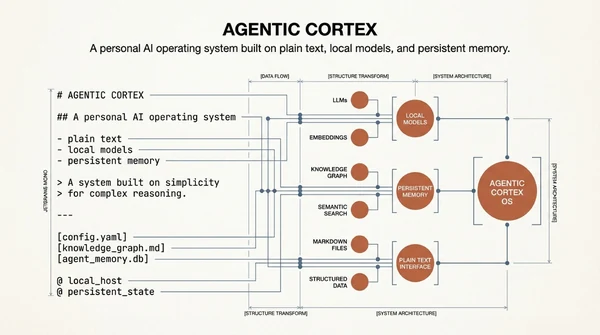 AGENTIC CORTEX
A personal AI operating system built on plain text, local models, and persistent memory.
[DATA FLOW]
[STRUCTURE TRANSFORM]
[SYSTEM ARCHITECTURE]
JETBRAINS MONO
# AGENTIC CORTEX
## A personal AI operating system
- plain text
- local models
- persistent memory
> A system built on simplicity
> for complex reasoning.
---
[config.yaml]
[knowledge_graph.md]
[agent_memory.db]
@ local_host
@ persistent_state
LLMs
EMBEDDINGS
KNOWLEDGE
GRAPH
SEMANTIC
SEARCH
MARKDOWN
FILES
STRUCTURED
DATA
LOCAL
MODELS
PERSISTENT
MEMORY
PLAIN TEXT
INTERFACE
AGENTIC
CORTEX
OS
[SYSTEM ARCHITECTURE]
[STRUCTURE TRANSFORM]
[SYSTEM ARCHITECTURE]